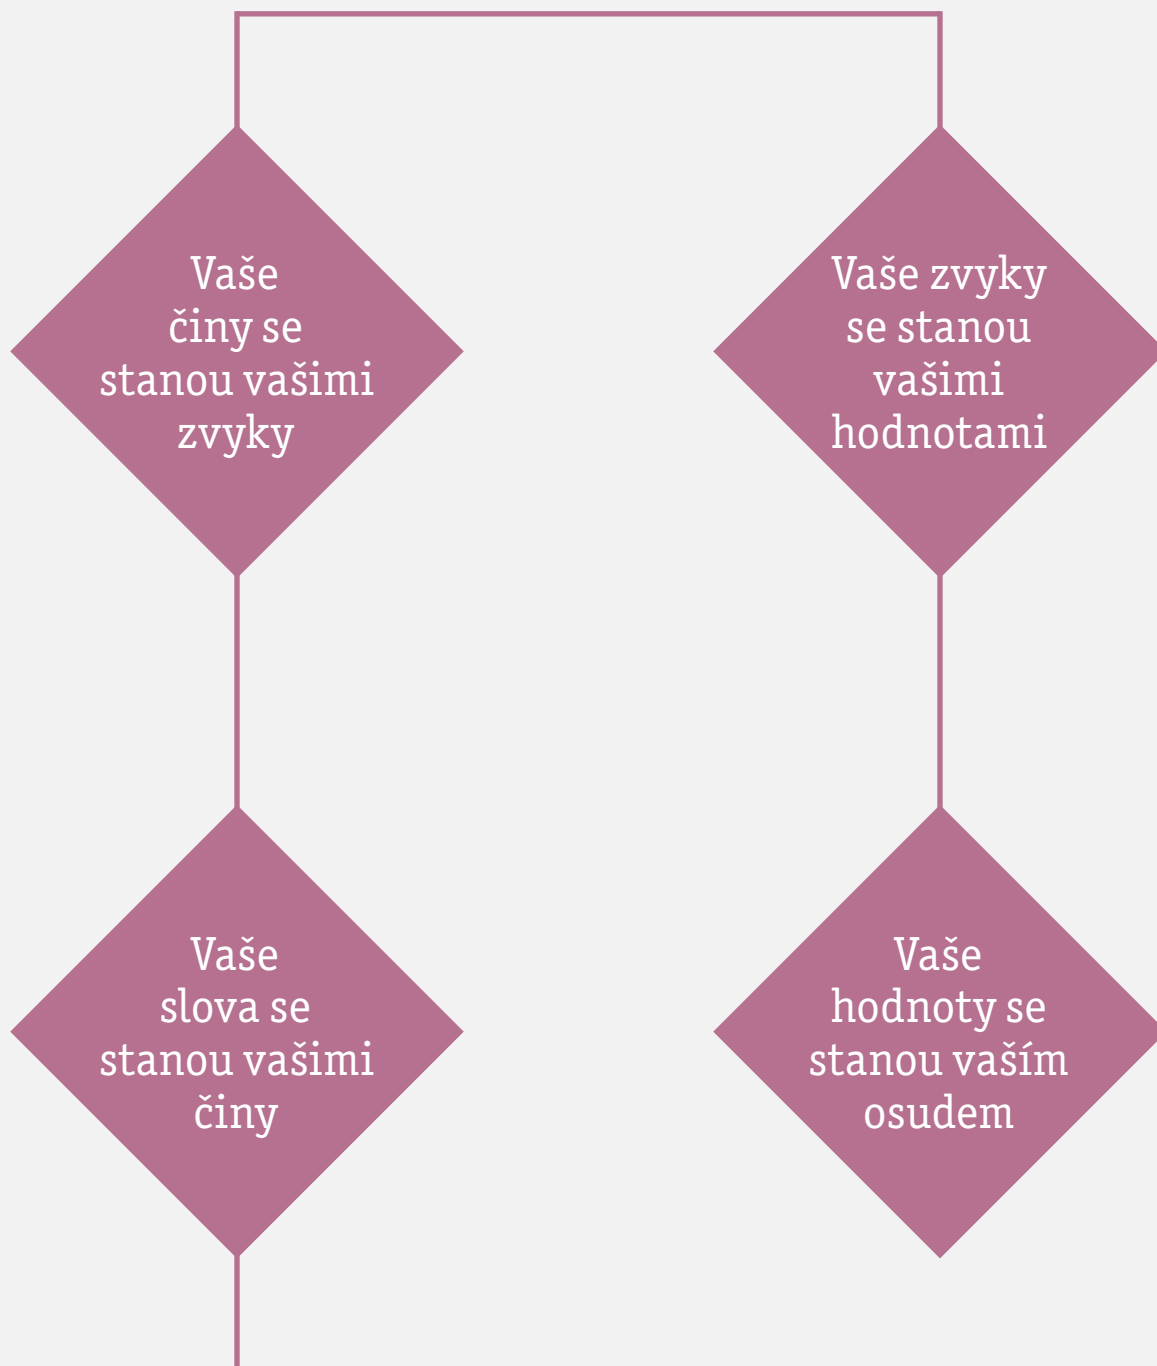 Vaše
činy se
stanou vašimi
zvyky
Vaše zvyky
se stanou
vašimi
hodnotami
Vaše
slova se
stanou vašimi
činy
Vaše
hodnoty se
stanou vaším
osudem